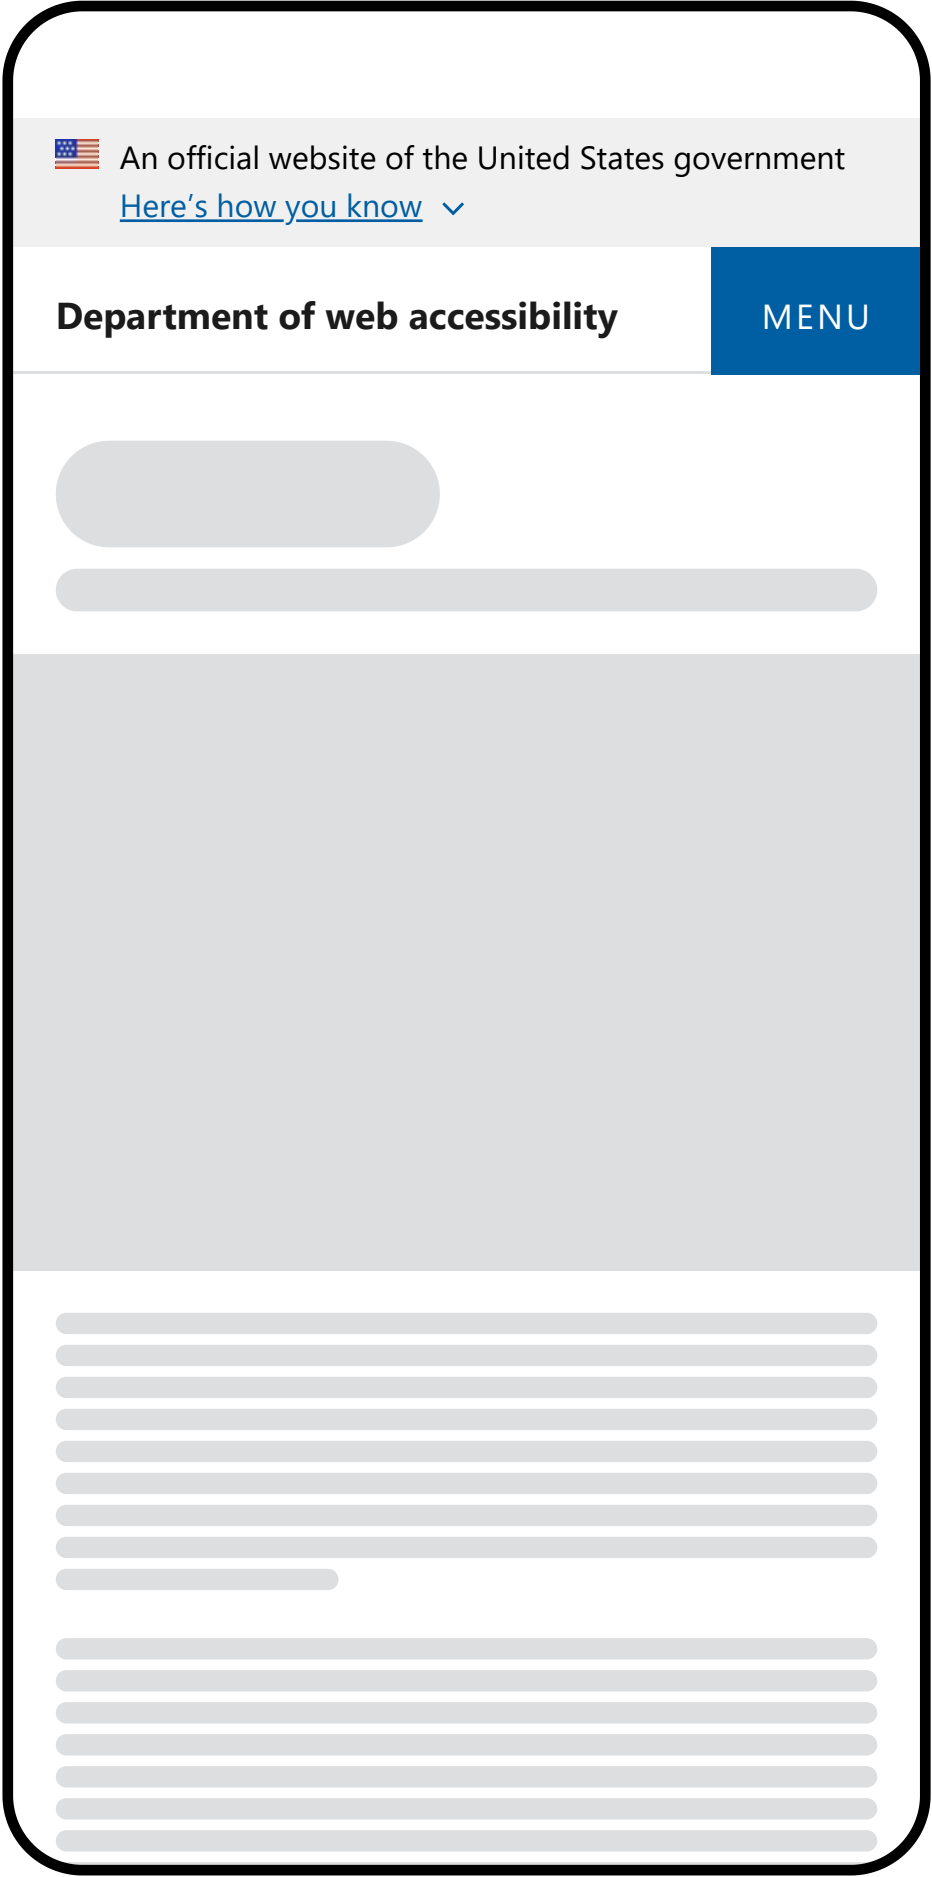 An official website of the United States government
Here’s how you know
Department of web accessibility
MENU